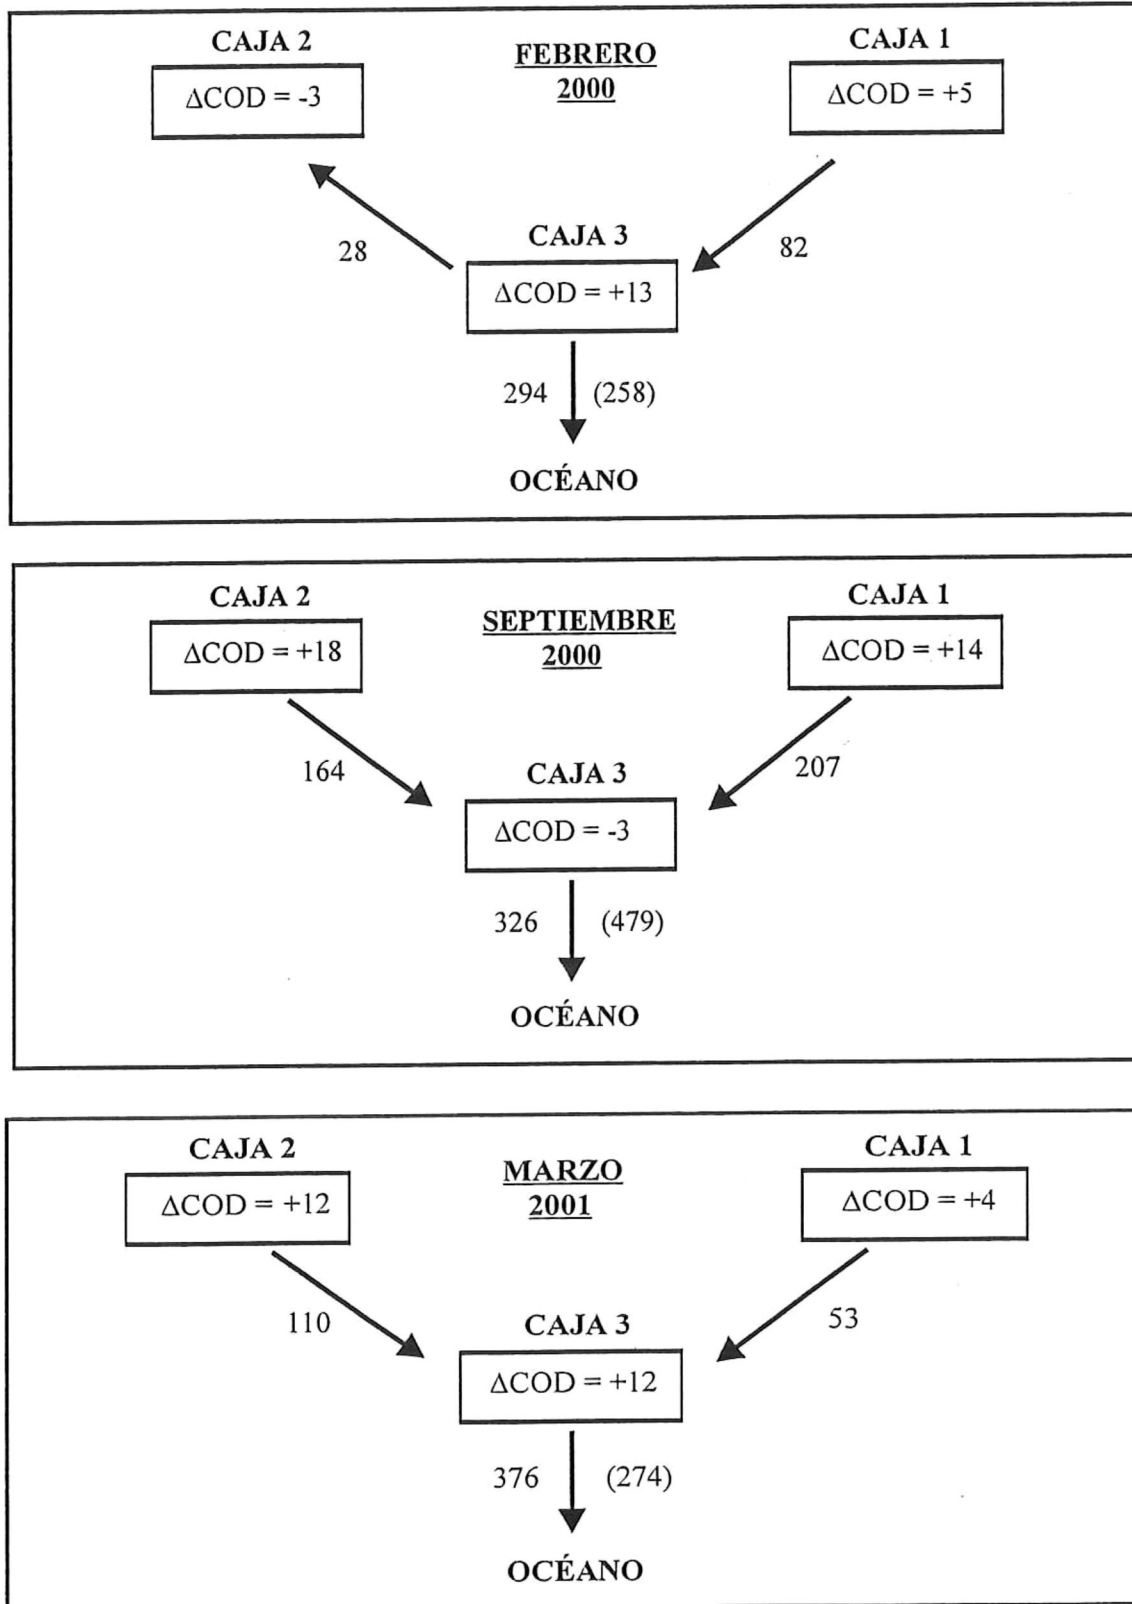 CAJA 2
FEBRERO
2000
CAJA 1
ΔCOD = -3
ΔCOD = +5
28
CAJA 3
82
ΔCOD = +13
294
(258)
OCÉANO
CAJA 2
SEPTIEMBRE
2000
CAJA 1
ΔCOD = +18
ΔCOD = +14
164
CAJA 3
207
ΔCOD = -3
326
(479)
OCÉANO
CAJA 2
MARZO
2001
CAJA 1
ΔCOD = +12
ΔCOD = +4
110
CAJA 3
53
ΔCOD = +12
376
(274)
OCÉANO